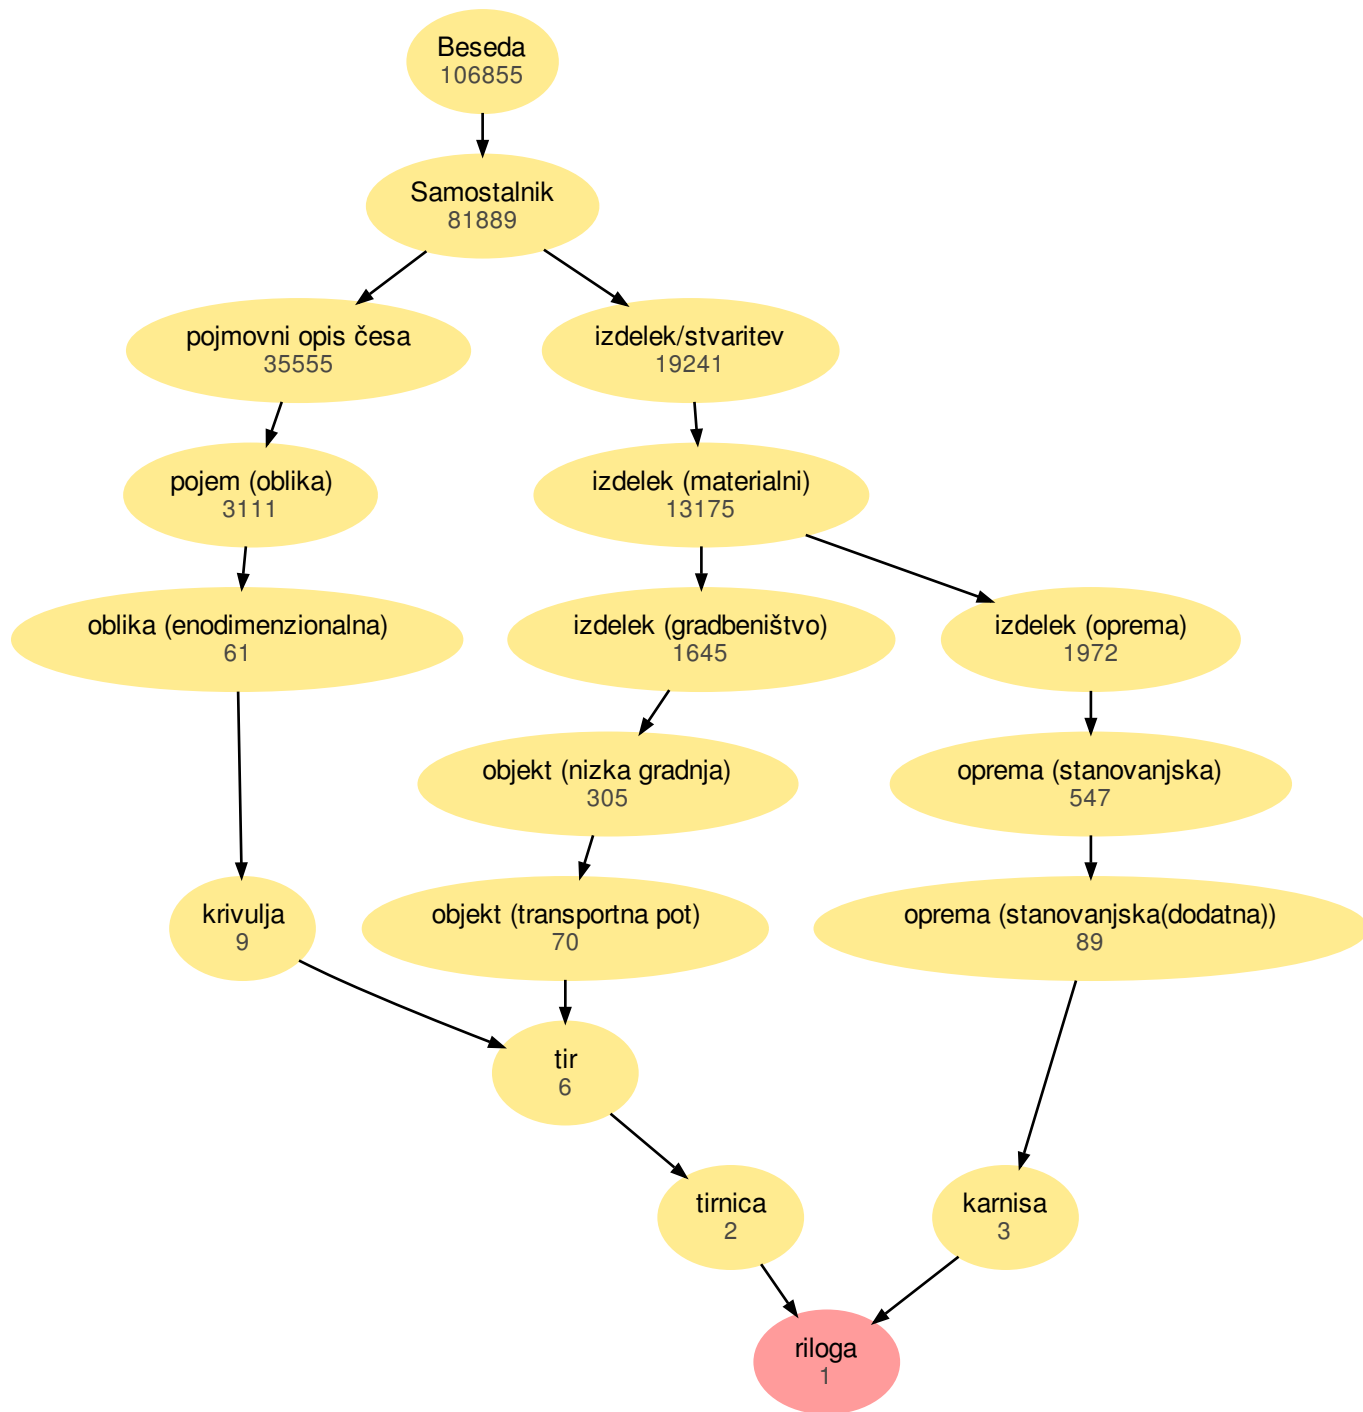 Beseda
106855
Samostalnik
81889
pojmovni opis česa
35555
izdelek/stvaritev
19241
pojem (oblika)
3111
izdelek (materialni)
13175
oblika (enodimenzionalna)
61
izdelek (gradbeništvo)
1645
izdelek (oprema)
1972
objekt (nizka gradnja)
305
oprema (stanovanjska)
547
krivulja
9
objekt (transportna pot)
70
oprema (stanovanjska(dodatna))
89
tir
6
tirnica
2
karnisa
3
riloga
1